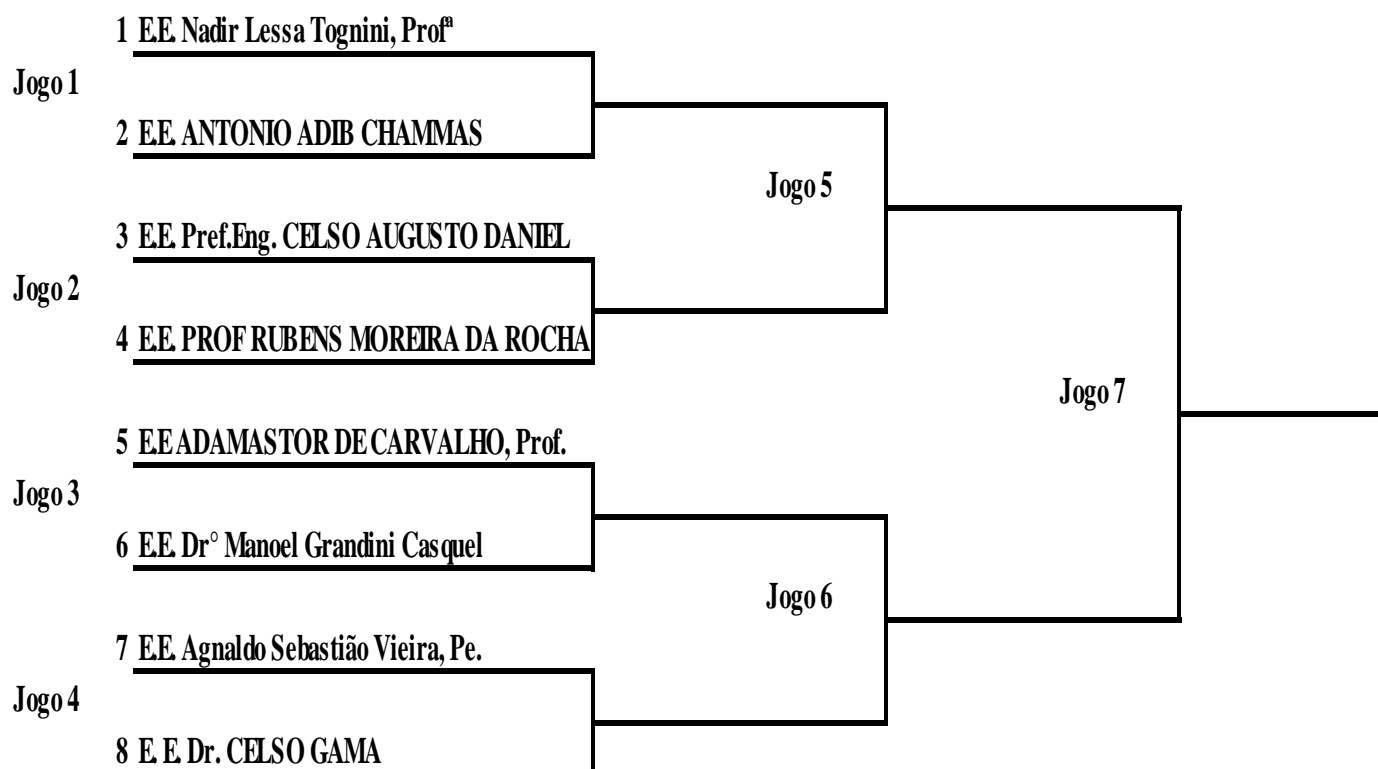 1 E.E. Nadir Lessa Tognini, Profª
Jogo 1
2 E.E. ANTONIO ADIB CHAMMAS
Jogo 5
3 E.E. Pref.Eng. CELSO AUGUSTO DANIEL
Jogo 2
4 E.E. PROF RUBENS MOREIRA DA ROCHA
Jogo 7
5 E.E ADAMASTOR DE CARVALHO, Prof.
Jogo 3
6 E.E. Dr° Manoel Grandini Casquel
Jogo 6
7 E.E. Agnaldo Sebastião Vieira, Pe.
Jogo 4
8 E. E. Dr. CELSO GAMA